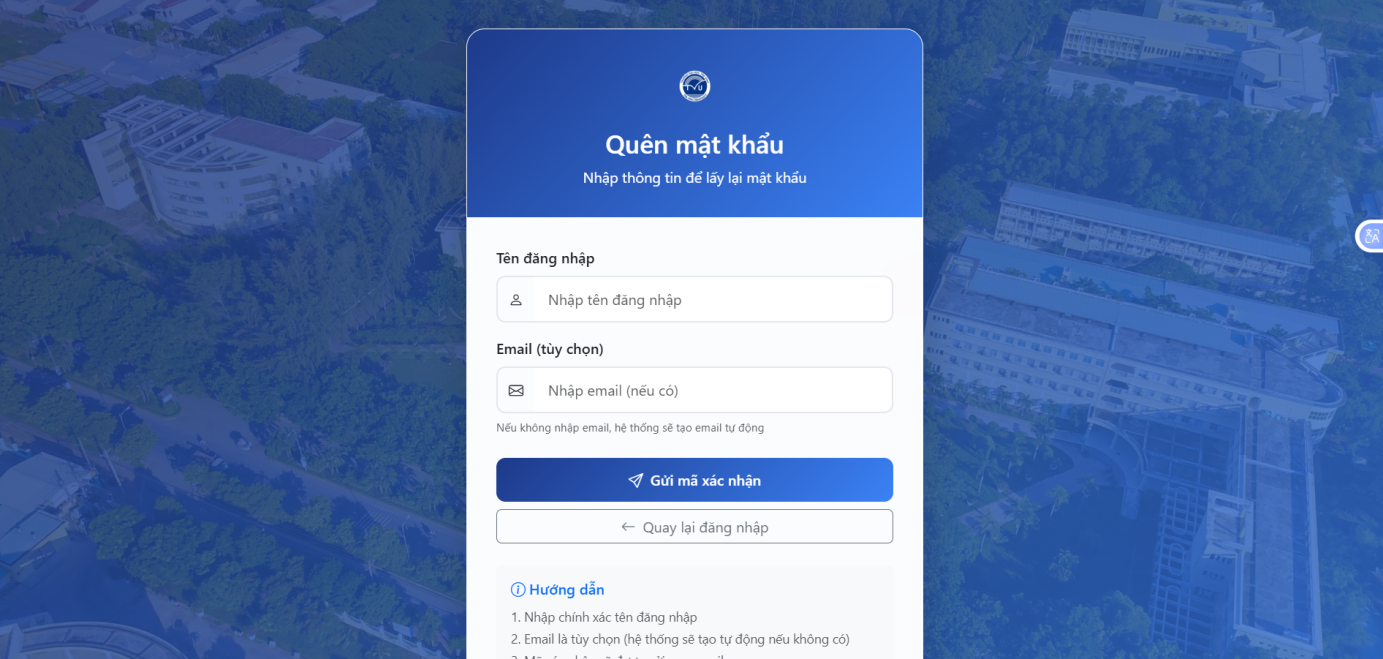 TVU
Quên mật khẩu
Nhập thông tin để lấy lại mật khẩu
Tên đăng nhập
Nhập tên đăng nhập
Email (tùy chọn)
Nhập email (nếu có)
Nếu không nhập email, hệ thống sẽ tạo email tự động
Gửi mã xác nhận
Quay lại đăng nhập
Hướng dẫn
1. Nhập chính xác tên đăng nhập
2. Email là tùy chọn (hệ thống sẽ tạo tự động nếu không có)